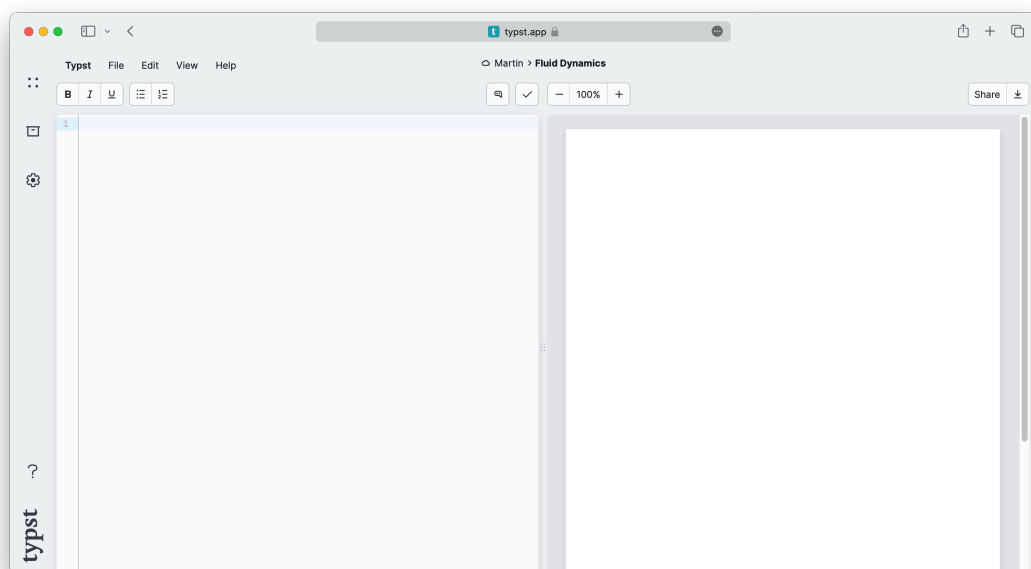 t typst.app
Typst File Edit View Help
Martin > Fluid Dynamics
B I U
100%
Share
1
?
typst